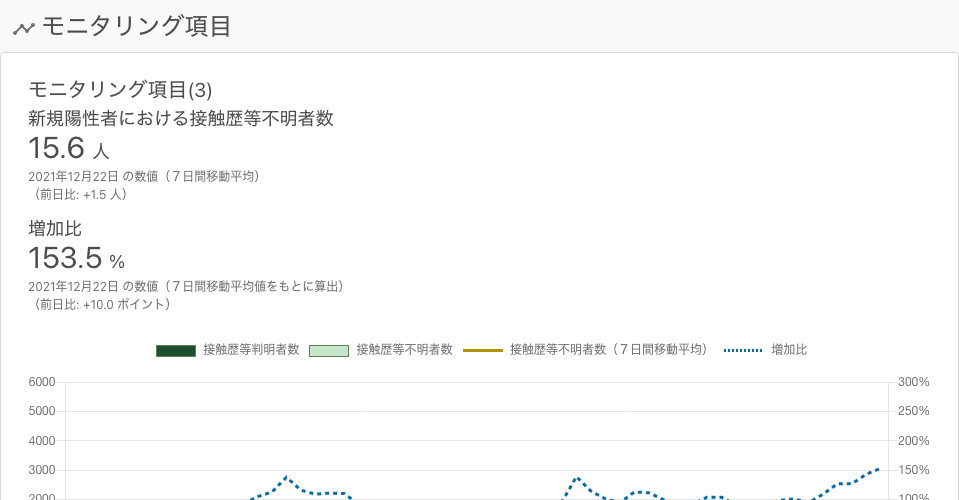 モニタリング項目
モニタリング項目(3)
新規陽性者における接触歴等不明者数
15.6 人
2021年12月22日 の数値（７日間移動平均）
（前日比: +1.5 人）
増加比
153.5 %
2021年12月22日 の数値（７日間移動平均値をもとに算出）
（前日比: +10.0 ポイント）
接触歴等判明者数 接触歴等不明者数 接触歴等不明者数（７日間移動平均） 増加比
6000 300%
5000 250%
4000 200%
3000 150%
2000 100%